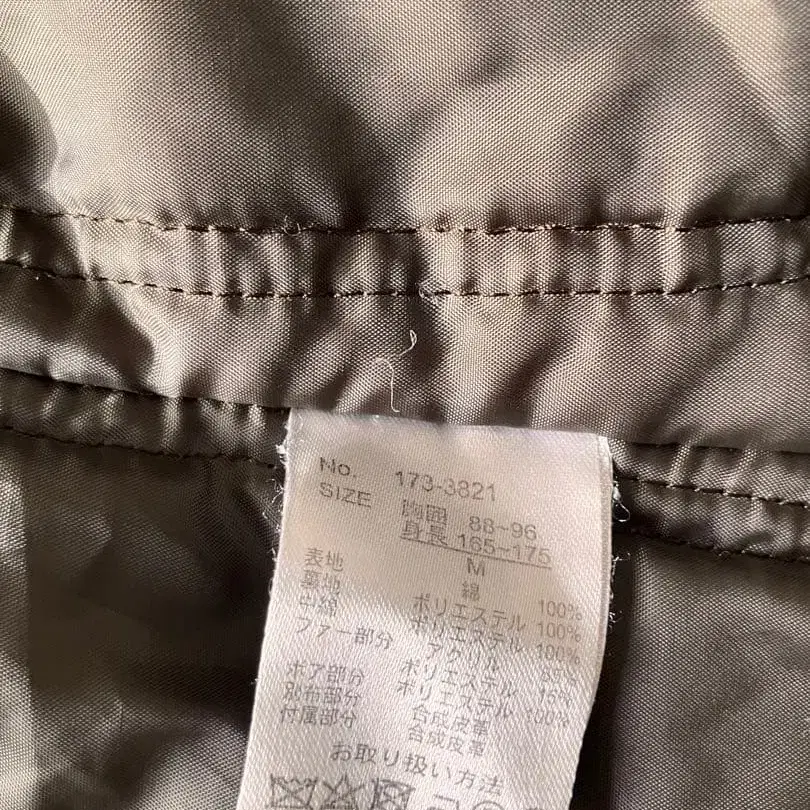 No. 173-3821
SIZE 胸囲 88~96
身長 165~175
M
表地 綿 100%
裏地 ポリエステル 100%
中綿 ポリエステル 100%
ファー部分 アクリル 85%
ポリエステル 15%
ボア部分 ポリエステル 100%
別布部分 合成皮革
付属部分 合成皮革
お取り扱い方法